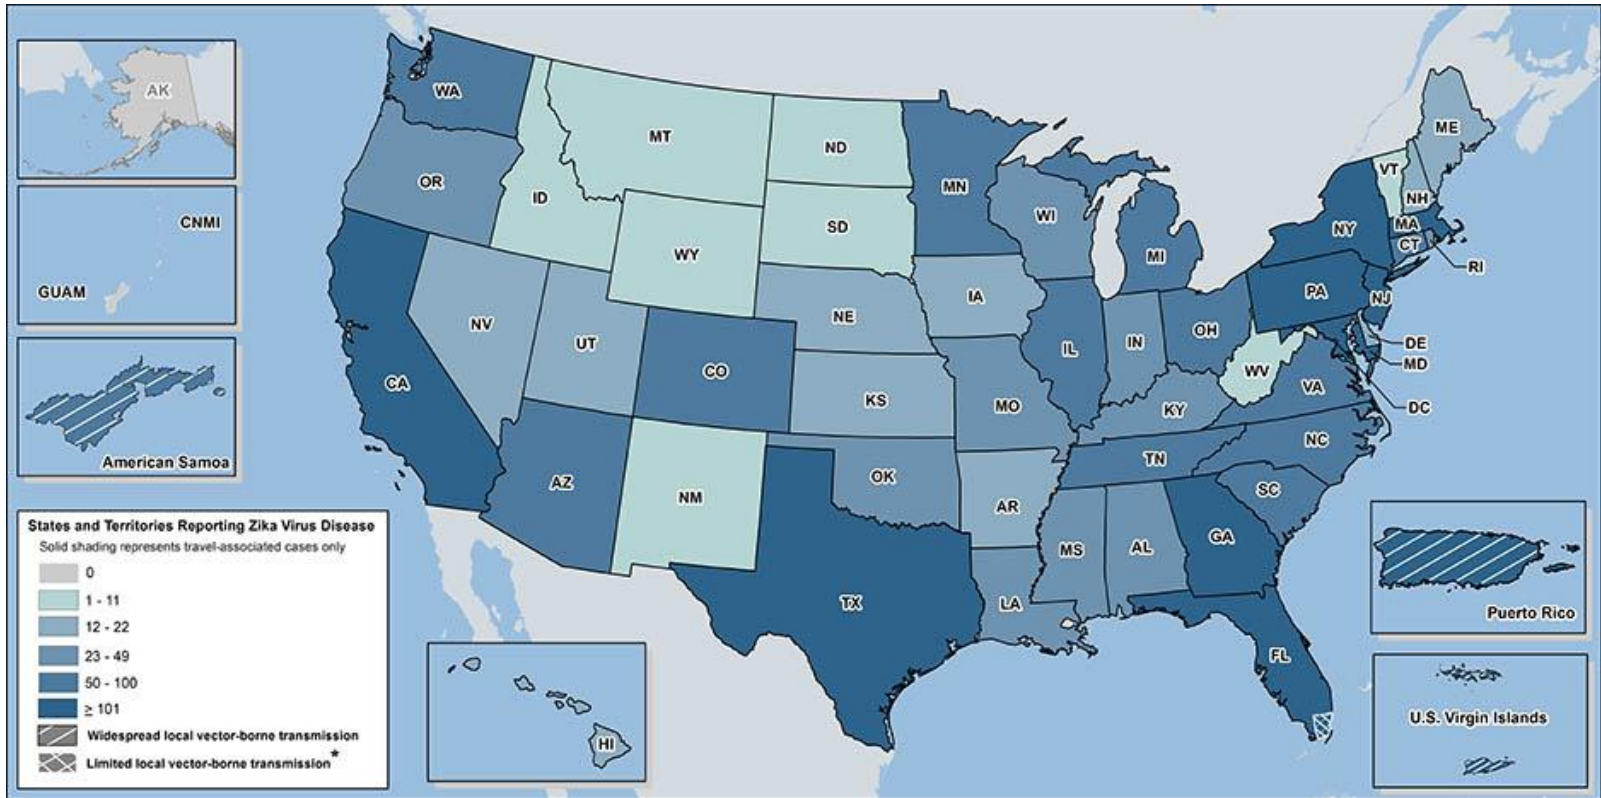 AK
CNMI
GUAM
American Samoa
States and Territories Reporting Zika Virus Disease
Solid shading represents travel-associated cases only
0
1 - 11
12 - 22
23 - 49
50 - 100
≥ 101
Widespread local vector-borne transmission
Limited local vector-borne transmission*
WA
OR
CA
ID
NV
MT
WY
UT
AZ
CO
NM
ND
SD
NE
KS
OK
TX
MN
IA
MO
AR
LA
WI
IL
MI
IN
OH
KY
TN
MS
AL
GA
FL
SC
NC
VA
WV
PA
NY
VT
NH
ME
MA
CT
RI
NJ
DE
MD
DC
HI
Puerto Rico
U.S. Virgin Islands